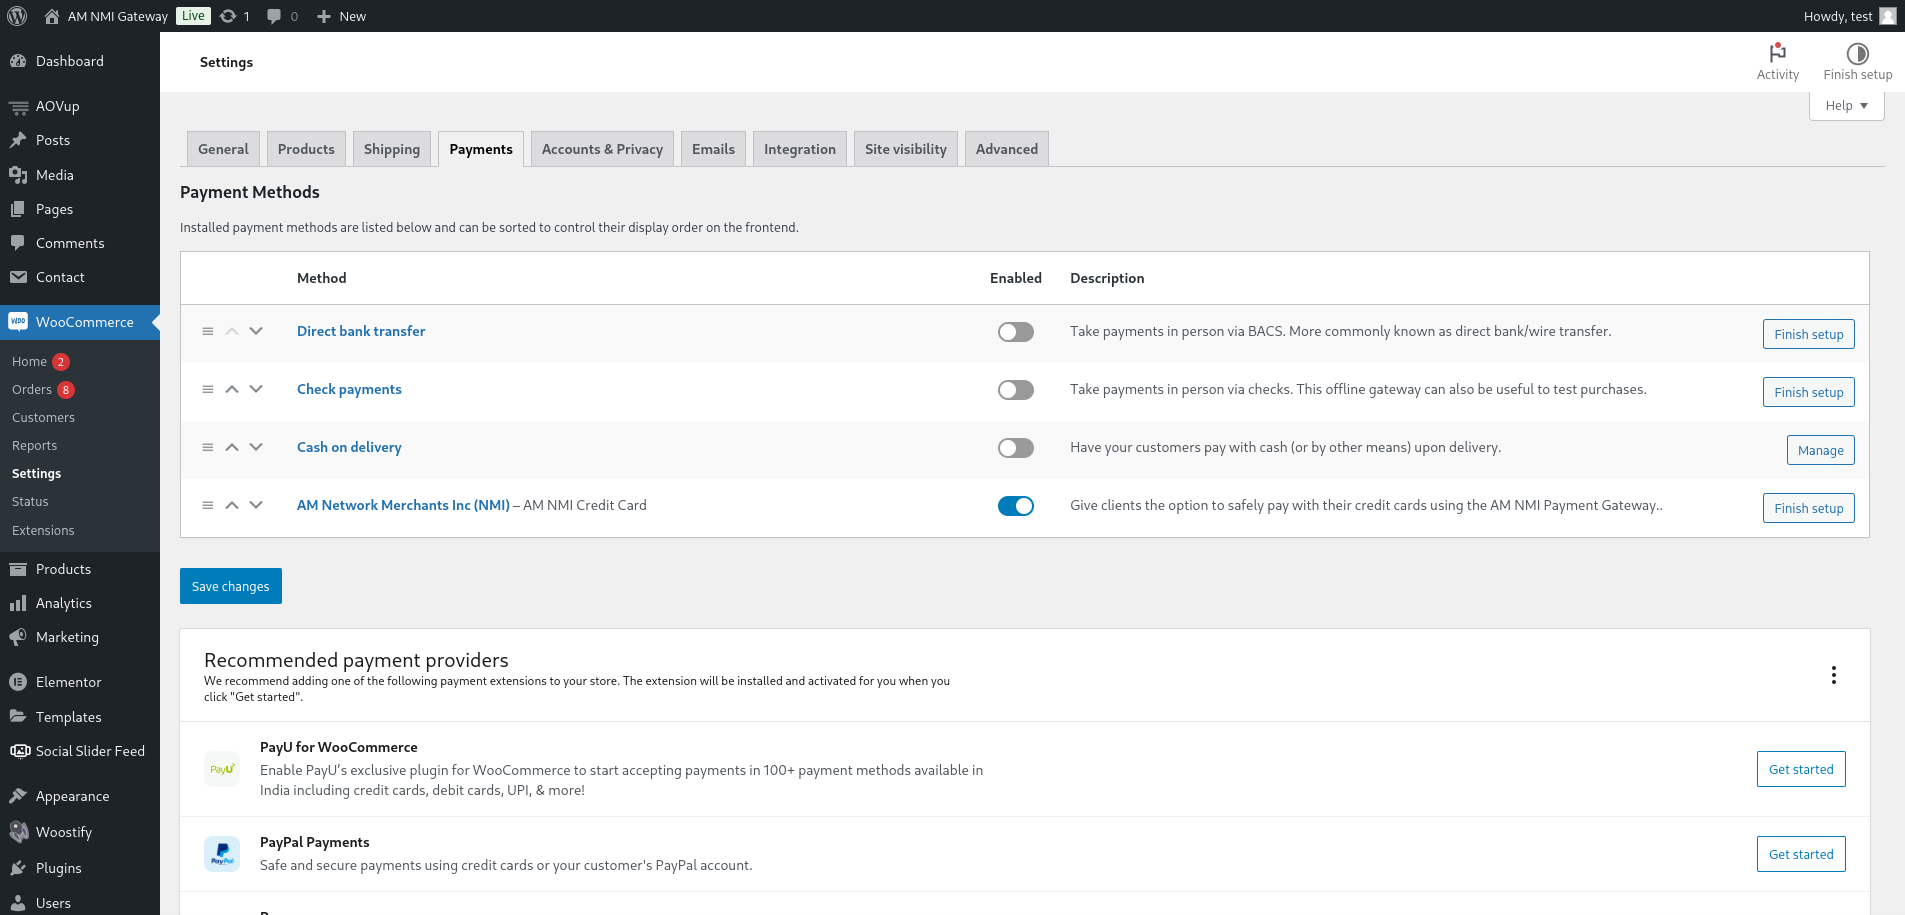 AM NMI Gateway Live 1 0 New Howdy, test
Dashboard
AOVup
Posts
Media
Pages
Comments
Contact
WooCommerce
Home 2
Orders 8
Customers
Reports
Settings
Status
Extensions
Products
Analytics
Marketing
Elementor
Templates
Social Slider Feed
Appearance
Woostify
Plugins
Users
Settings
Activity Finish setup
Help
General Products Shipping Payments Accounts & Privacy Emails Integration Site visibility Advanced
Payment Methods
Installed payment methods are listed below and can be sorted to control their display order on the frontend.
Method Enabled Description
Direct bank transfer Take payments in person via BACS. More commonly known as direct bank/wire transfer. Finish setup
Check payments Take payments in person via checks. This offline gateway can also be useful to test purchases. Finish setup
Cash on delivery Have your customers pay with cash (or by other means) upon delivery. Manage
AM Network Merchants Inc (NMI) – AM NMI Credit Card Give clients the option to safely pay with their credit cards using the AM NMI Payment Gateway.. Finish setup
Save changes
Recommended payment providers
We recommend adding one of the following payment extensions to your store. The extension will be installed and activated for you when you
click "Get started".
PayU
PayU for WooCommerce
Enable PayU’s exclusive plugin for WooCommerce to start accepting payments in 100+ payment methods available in
India including credit cards, debit cards, UPI, & more!
Get started
PayPal
PayPal Payments
Safe and secure payments using credit cards or your customer's PayPal account.
Get started